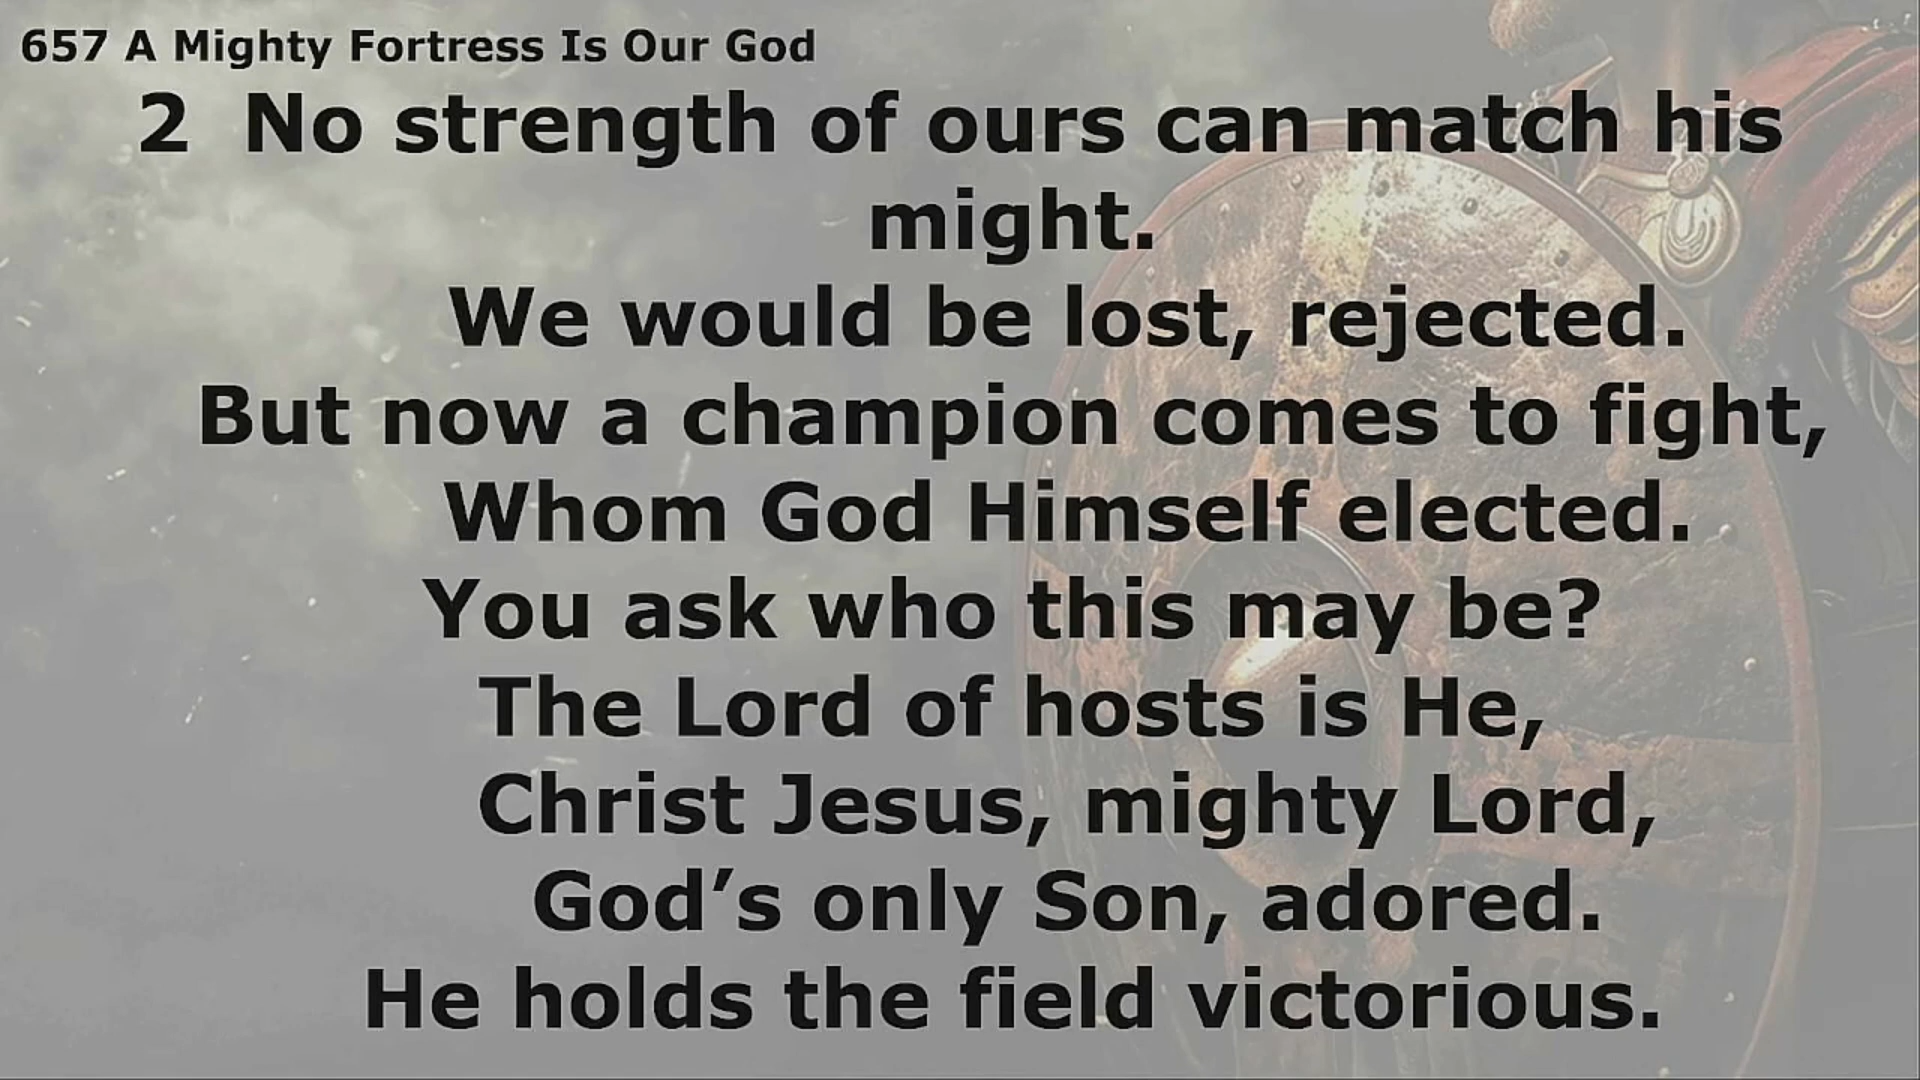 657 A Mighty Fortress Is Our God
2 No strength of ours can match his
might.
We would be lost, rejected.
But now a champion comes to fight,
Whom God Himself elected.
You ask who this may be?
The Lord of hosts is He,
Christ Jesus, mighty Lord,
God’s only Son, adored.
He holds the field victorious.